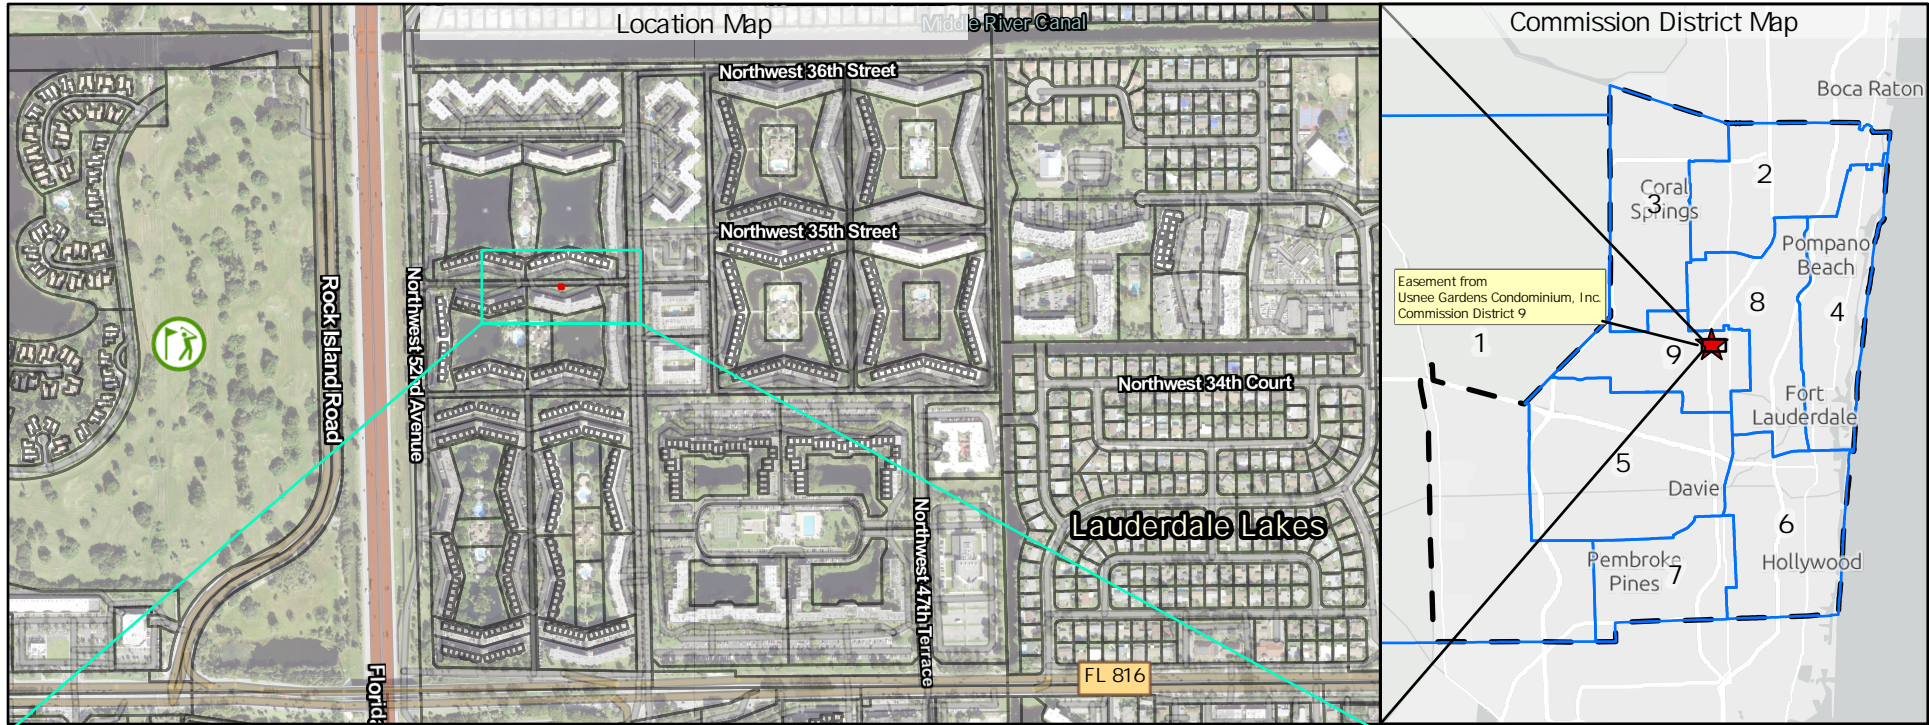 Location Map
Middle River Canal
Northwest 36th Street
Northwest 35th Street
Rock Island Road
Northwest 52nd Avenue
Northwest 34th Court
Lauderdale Lakes
Northwest 47th Terrace
FL 816
Commission District Map
Boca Raton
2
Coral
3
Springs
Pompano
Beach
Easement from
Usnee Gardens Condominium, Inc.
Commission District 9
8
4
1
9
Fort
Lauderdale
5
Davie
6
Pembroke
Pines
7
Hollywood